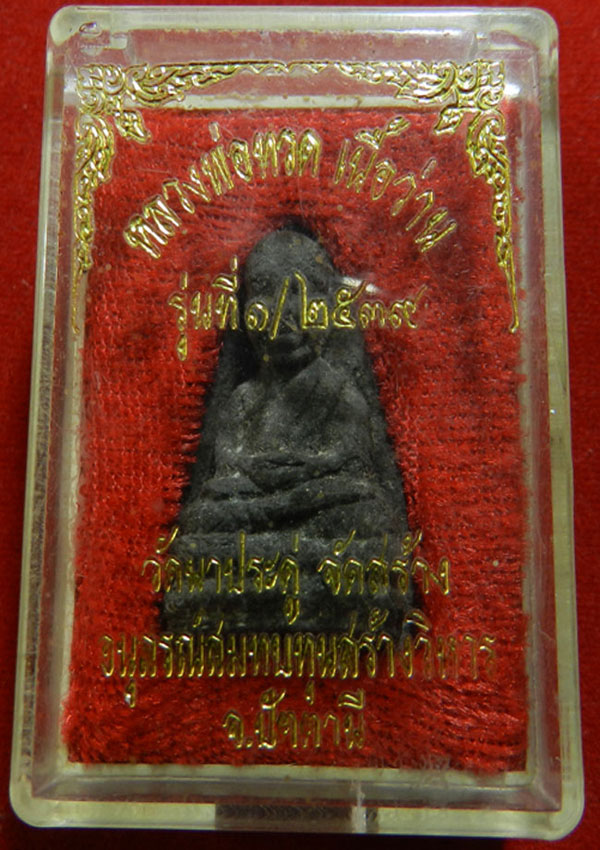 หลวงพ่อทวด เนื้อว่าน
รุ่นที่๑/๒๕๓๙
วัดนาประดู่ จัดสร้าง
อนุสรณ์สมทบทุนสร้างวิหาร
จ.ปัตตานี